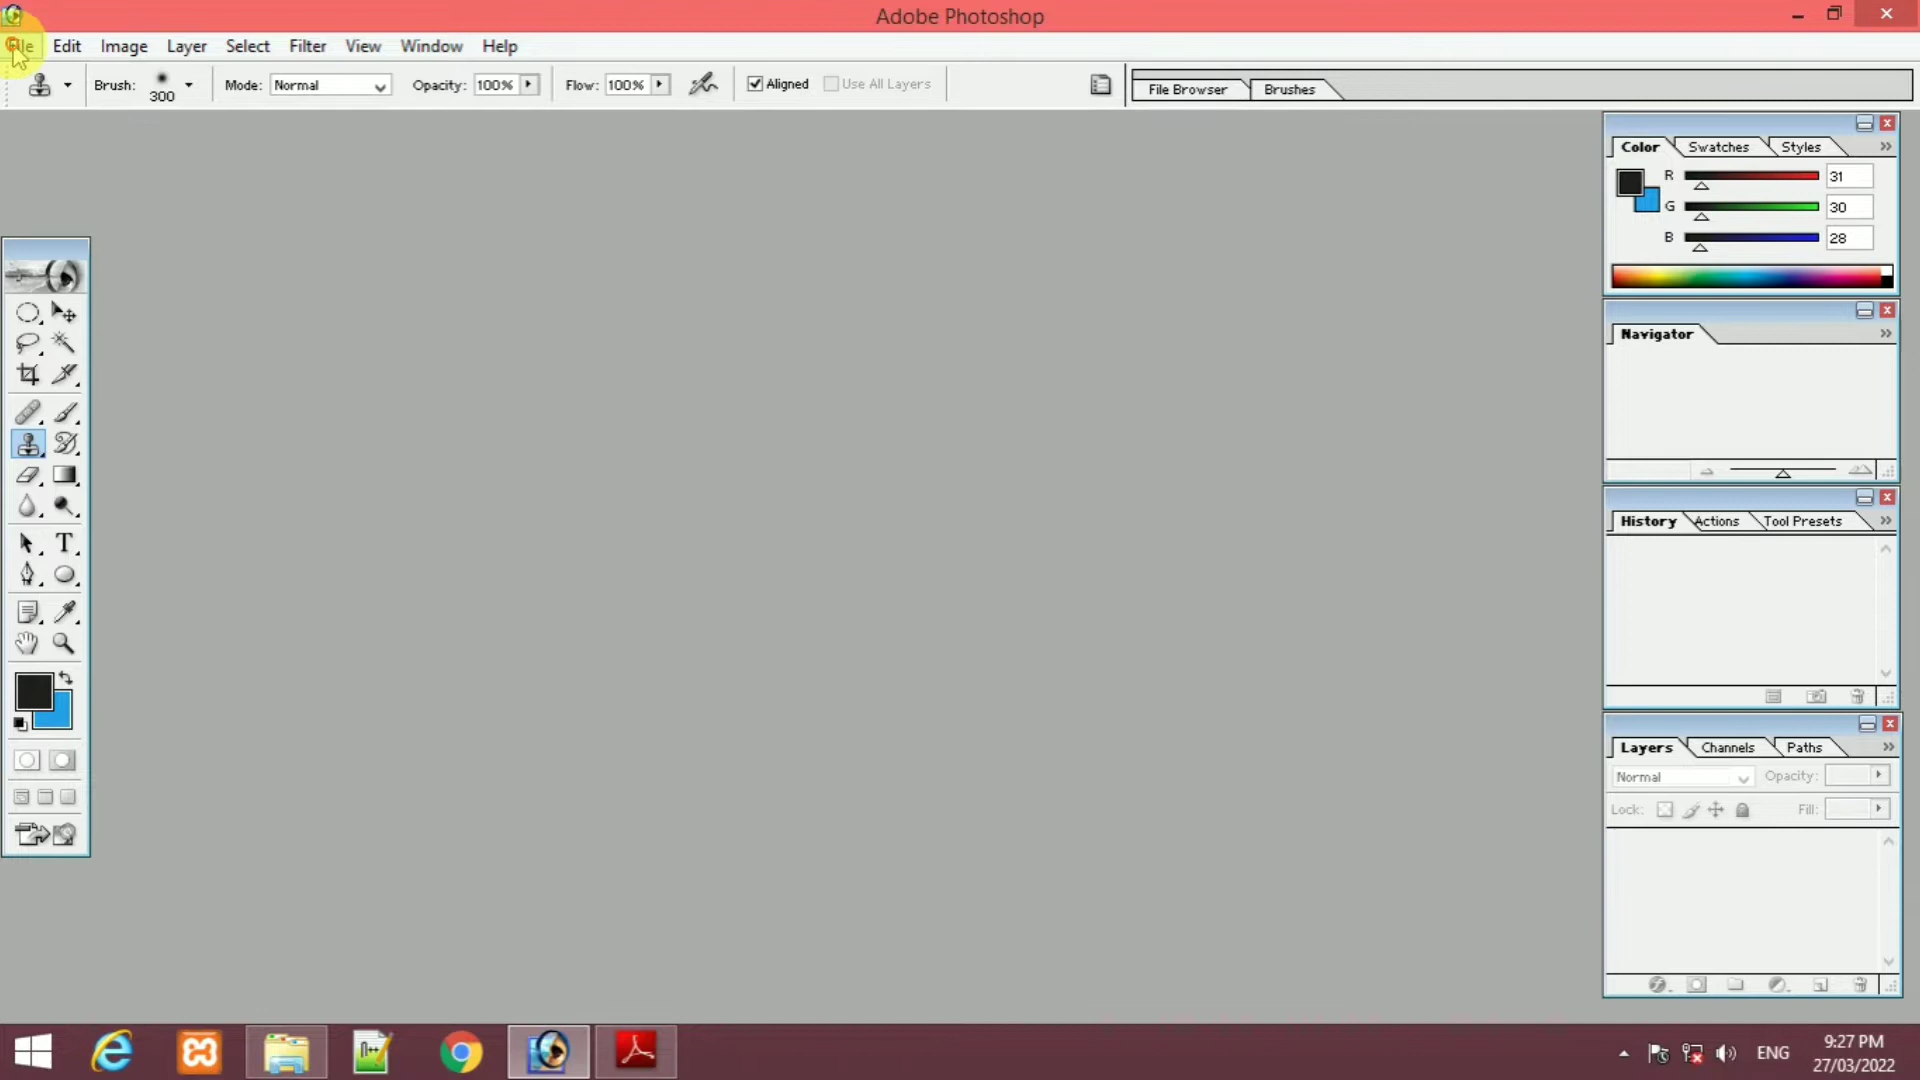 Adobe Photoshop
File Edit Image Layer Select Filter View Window Help
Brush: 300 Mode: Normal Opacity: 100% Flow: 100% Aligned Use All Layers File Browser Brushes
Color Swatches Styles
R 31
G 30
B 28
Navigator
History Actions Tool Presets
T
Layers Channels Paths
Normal Opacity:
Lock: Fill:
ENG
9:27 PM
27/03/2022